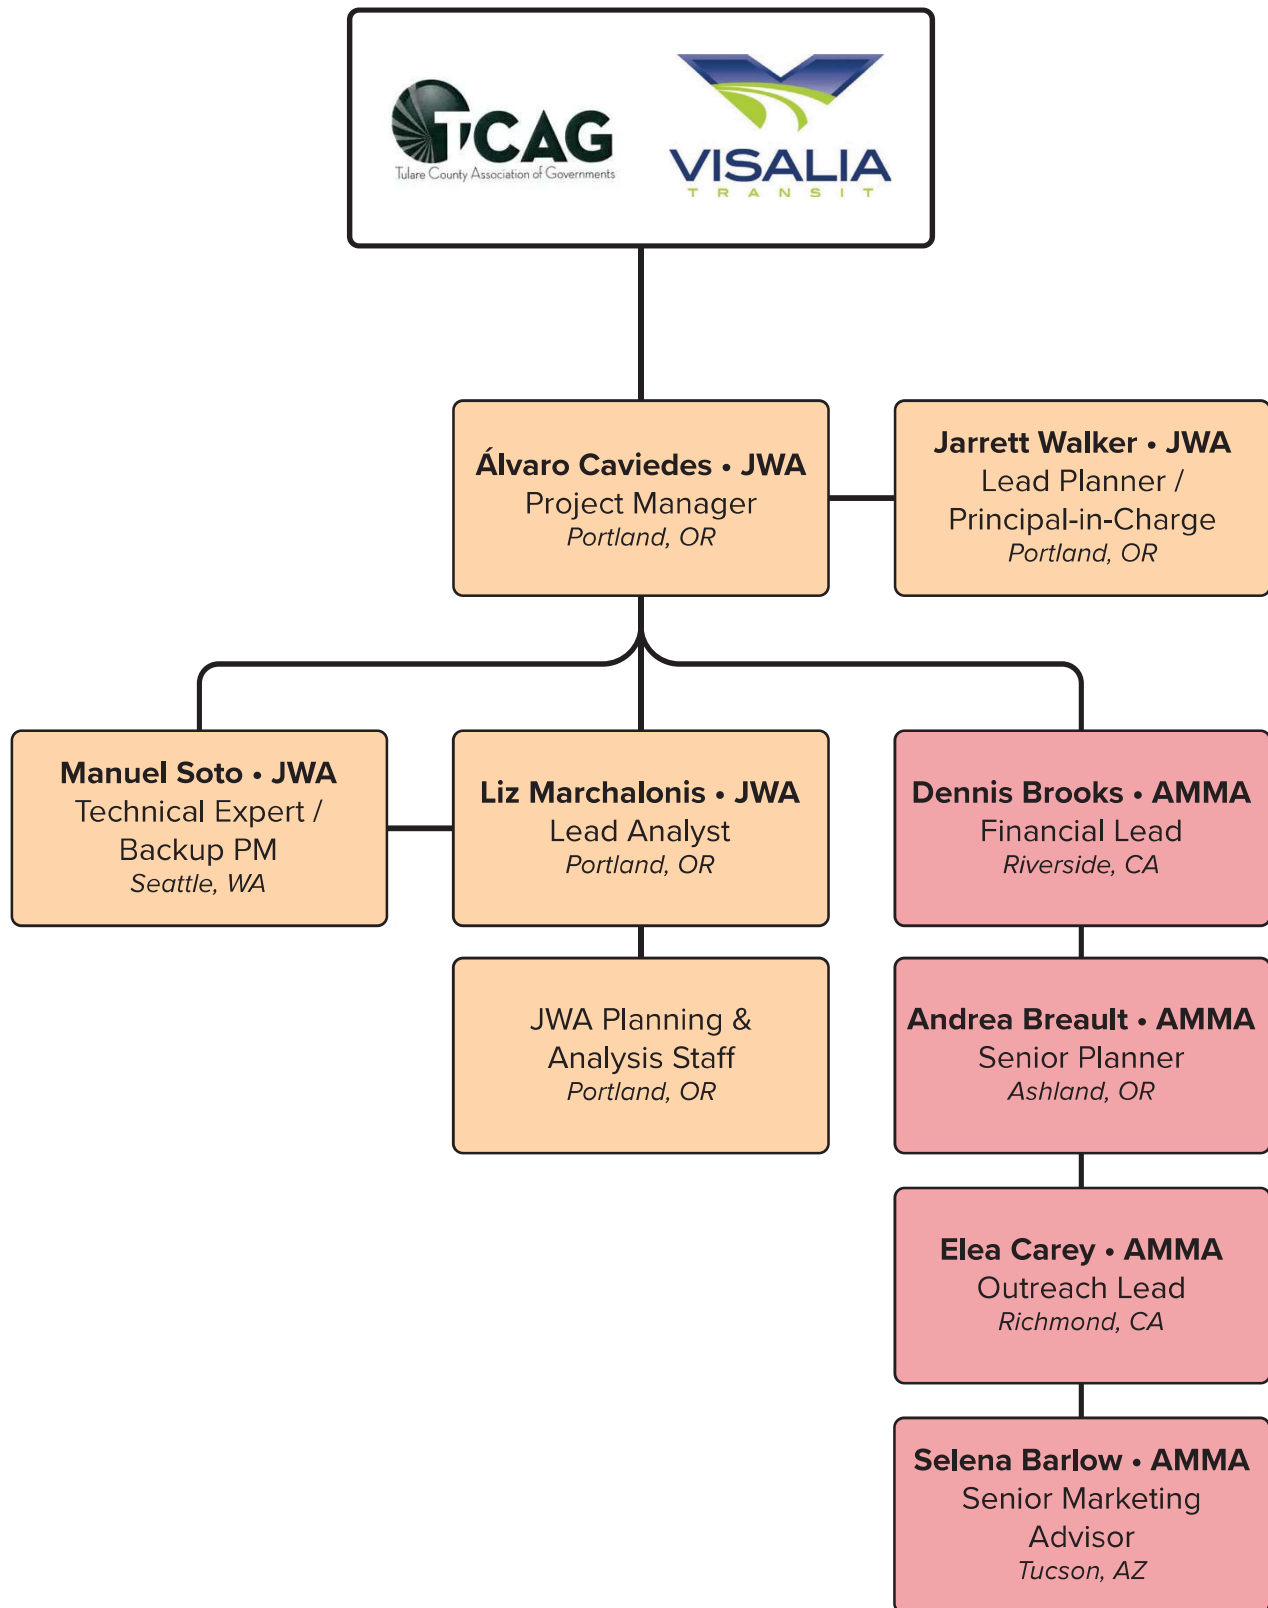 TCAG
Tulare County Association of Governments
VISALIA
TRANSIT
Álvaro Caviedes • JWA
Project Manager
Portland, OR
Jarrett Walker • JWA
Lead Planner /
Principal-in-Charge
Portland, OR
Manuel Soto • JWA
Technical Expert /
Backup PM
Seattle, WA
Liz Marchalonis • JWA
Lead Analyst
Portland, OR
Dennis Brooks • AMMA
Financial Lead
Riverside, CA
JWA Planning &
Analysis Staff
Portland, OR
Andrea Breault • AMMA
Senior Planner
Ashland, OR
Elea Carey • AMMA
Outreach Lead
Richmond, CA
Selena Barlow • AMMA
Senior Marketing
Advisor
Tucson, AZ